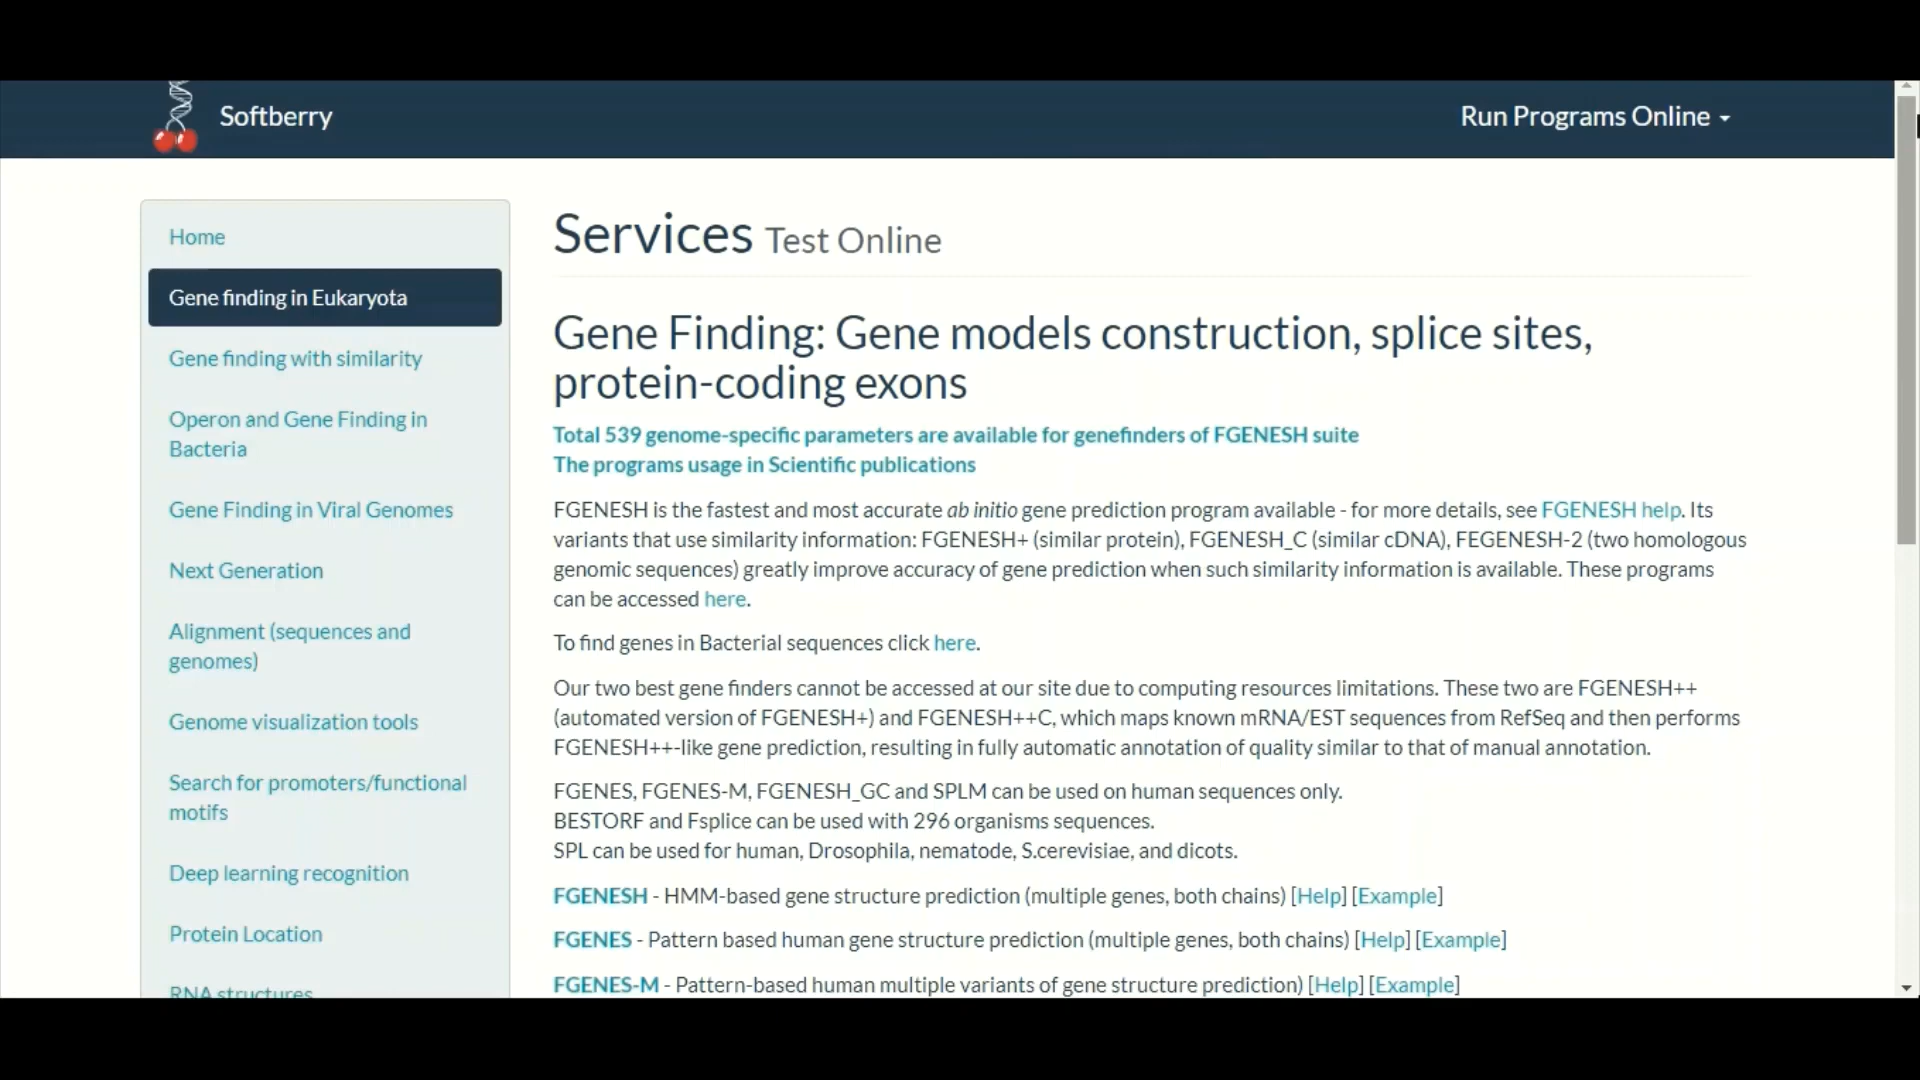 Softberry
Run Programs Online
Home
Gene finding in Eukaryota
Gene finding with similarity
Operon and Gene Finding in
Bacteria
Gene Finding in Viral Genomes
Next Generation
Alignment (sequences and
genomes)
Genome visualization tools
Search for promoters/functional
motifs
Deep learning recognition
Protein Location
RNA structures
Services Test Online
Gene Finding: Gene models construction, splice sites,
protein-coding exons
Total 539 genome-specific parameters are available for genefinders of FGENESH suite
The programs usage in Scientific publications
FGENESH is the fastest and most accurate ab initio gene prediction program available - for more details, see FGENESH help. Its
variants that use similarity information: FGENESH+ (similar protein), FGENESH_C (similar cDNA), FEGENESH-2 (two homologous
genomic sequences) greatly improve accuracy of gene prediction when such similarity information is available. These programs
can be accessed here.
To find genes in Bacterial sequences click here.
Our two best gene finders cannot be accessed at our site due to computing resources limitations. These two are FGENESH++
(automated version of FGENESH+) and FGENESH++C, which maps known mRNA/EST sequences from RefSeq and then performs
FGENESH++-like gene prediction, resulting in fully automatic annotation of quality similar to that of manual annotation.
FGENES, FGENES-M, FGENESH_GC and SPLM can be used on human sequences only.
BESTORF and Fsplice can be used with 296 organisms sequences.
SPL can be used for human, Drosophila, nematode, S.cerevisiae, and dicots.
FGENESH - HMM-based gene structure prediction (multiple genes, both chains) [Help] [Example]
FGENES - Pattern based human gene structure prediction (multiple genes, both chains) [Help] [Example]
FGENES-M - Pattern-based human multiple variants of gene structure prediction) [Help] [Example]